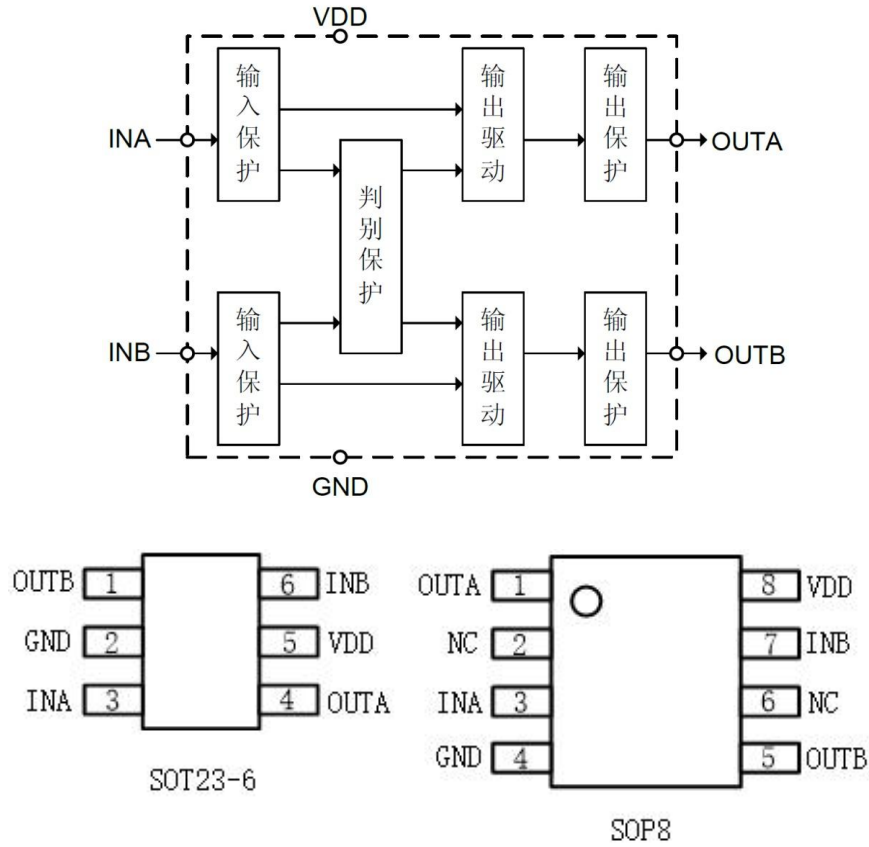 VDD
输入保护
输出驱动
输出保护
INA
OUTA
判别保护
输入保护
输出驱动
输出保护
INB
OUTB
GND
OUTB 1 6 INB
GND 2 5 VDD
INA 3 4 OUTA
SOT23-6
OUTA 1 8 VDD
NC 2 7 INB
INA 3 6 NC
GND 4 5 OUTB
SOP8